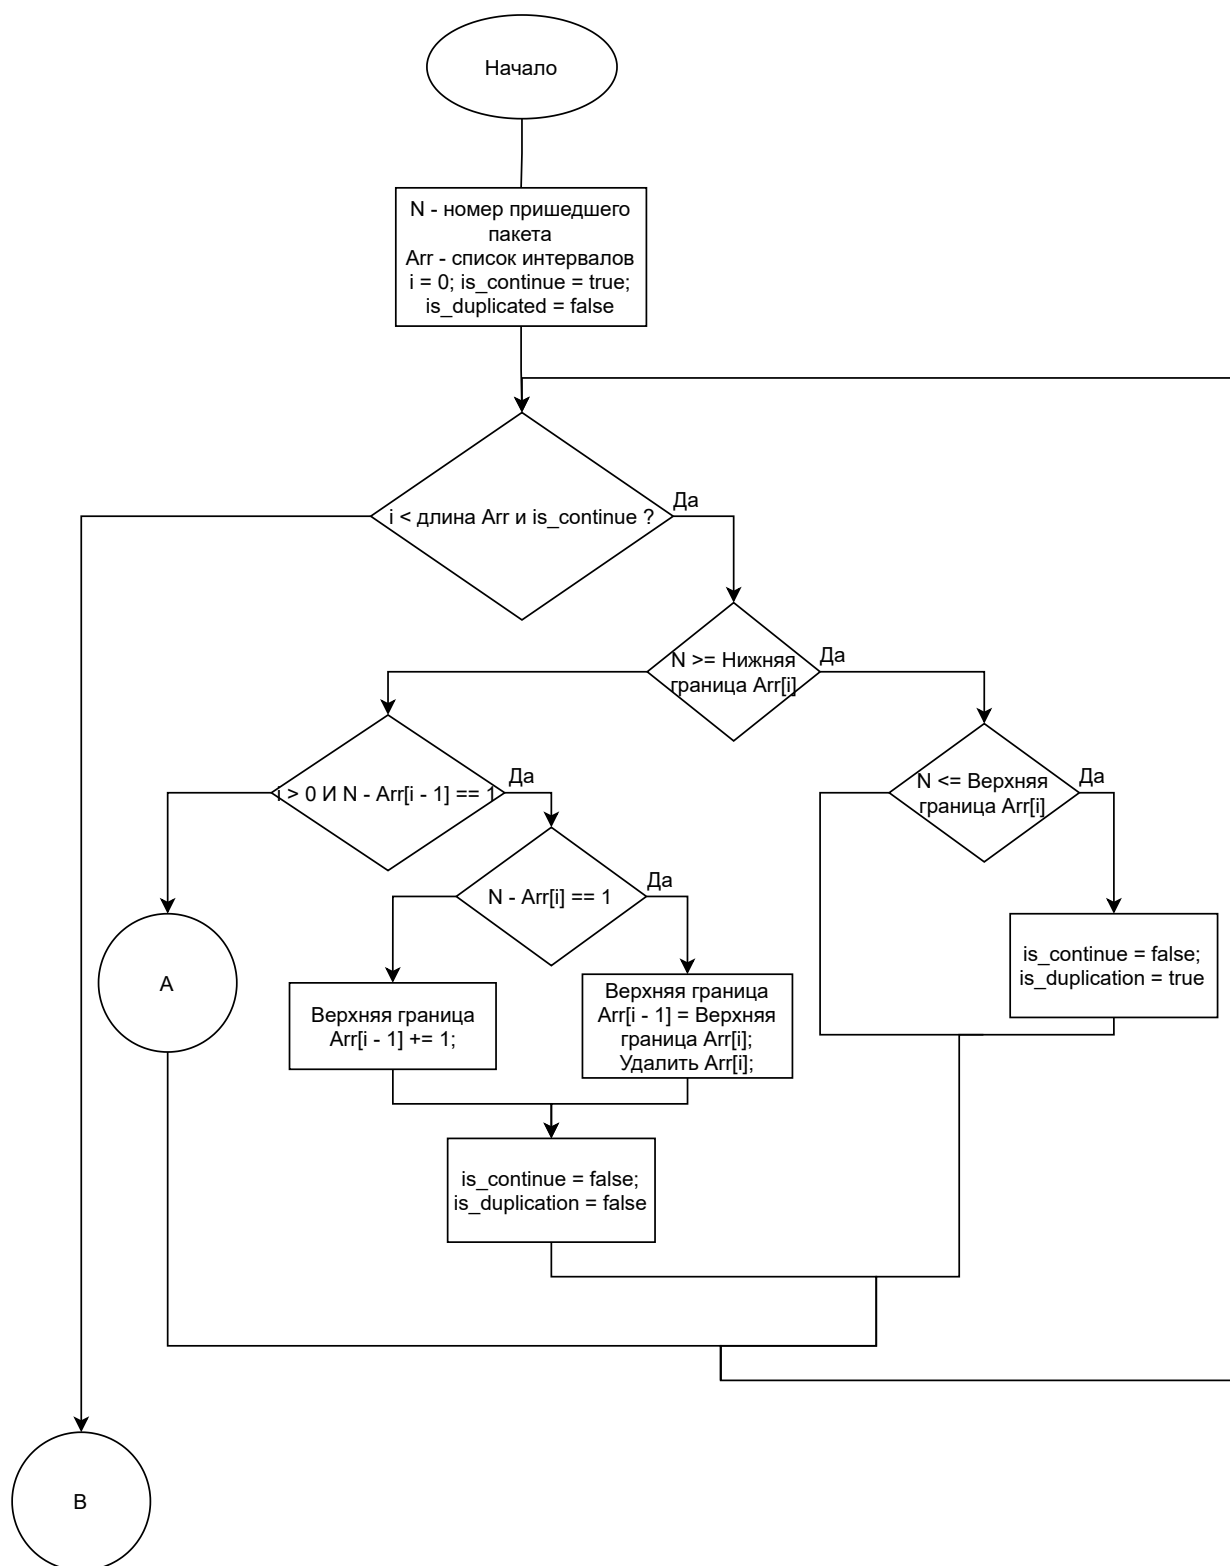 Начало
N - номер пришедшего
пакета
Arr - список интервалов
i = 0; is_continue = true;
is_duplicated = false
i < длина Arr и is_continue ?
Да
N >= Нижняя
граница Arr[i]
Да
i > 0 И N - Arr[i - 1] == 1
Да
N <= Верхняя
граница Arr[i]
Да
N - Arr[i] == 1
Да
A
Верхняя граница
Arr[i - 1] += 1;
Верхняя граница
Arr[i - 1] = Верхняя
граница Arr[i];
Удалить Arr[i];
is_continue = false;
is_duplication = true
is_continue = false;
is_duplication = false
B